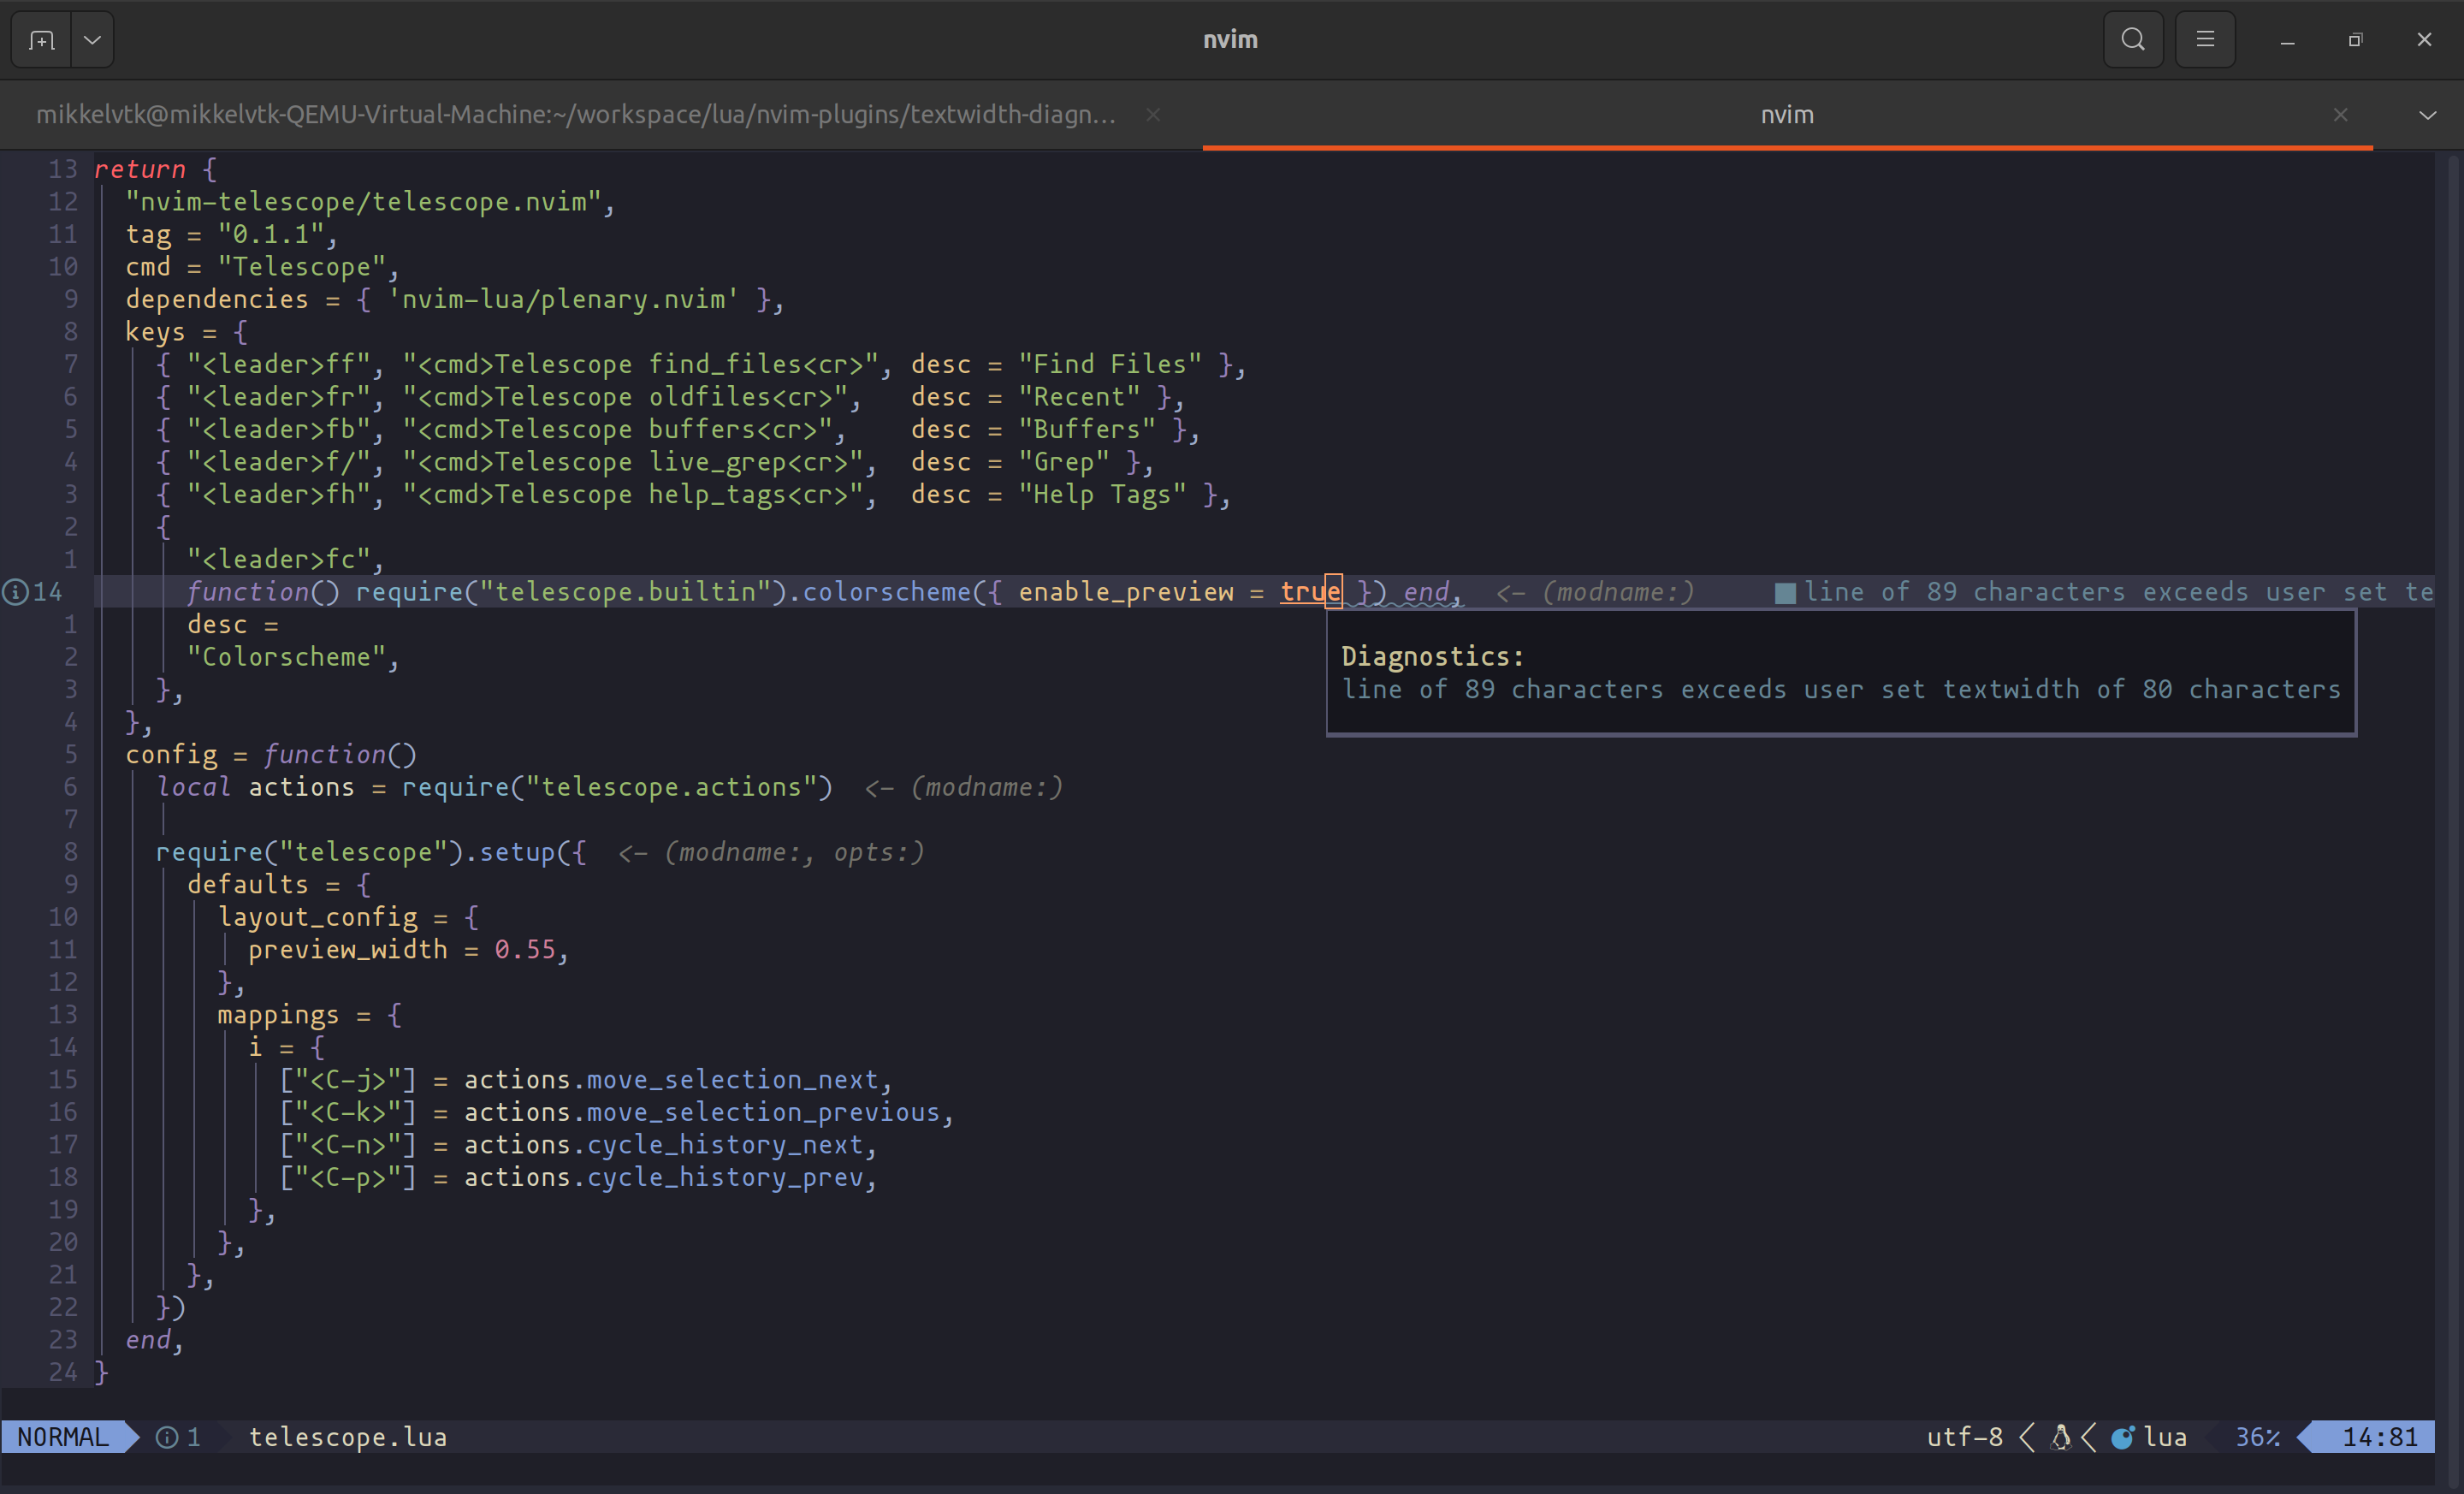 nvim
mikkelvtk@mikkelvtk-QEMU-Virtual-Machine:~/workspace/lua/nvim-plugins/textwidth-diagn...
nvim
13 return {
12   "nvim-telescope/telescope.nvim",
11   tag = "0.1.1",
10   cmd = "Telescope",
9   dependencies = { 'nvim-lua/plenary.nvim' },
8   keys = {
7     { "<leader>ff", "<cmd>Telescope find_files<cr>", desc = "Find Files" },
6     { "<leader>fr", "<cmd>Telescope oldfiles<cr>",   desc = "Recent" },
5     { "<leader>fb", "<cmd>Telescope buffers<cr>",    desc = "Buffers" },
4     { "<leader>f/", "<cmd>Telescope live_grep<cr>",  desc = "Grep" },
3     { "<leader>fh", "<cmd>Telescope help_tags<cr>",  desc = "Help Tags" },
2     {
1       "<leader>fc",
14       function() require("telescope.builtin").colorscheme({ enable_preview = true }) end,  <- (modname:)     ■ line of 89 characters exceeds user set te
1       desc =
2       "Colorscheme",
Diagnostics:
3     },
line of 89 characters exceeds user set textwidth of 80 characters
4   },
5   config = function()
6     local actions = require("telescope.actions")  <- (modname:)
7
8     require("telescope").setup({  <- (modname:, opts:)
9       defaults = {
10         layout_config = {
11           preview_width = 0.55,
12         },
13         mappings = {
14           i = {
15             ["<C-j>"] = actions.move_selection_next,
16             ["<C-k>"] = actions.move_selection_previous,
17             ["<C-n>"] = actions.cycle_history_next,
18             ["<C-p>"] = actions.cycle_history_prev,
19           },
20         },
21       },
22     })
23   end,
24 }
NORMAL 1 telescope.lua utf-8 < < lua 36% 14:81